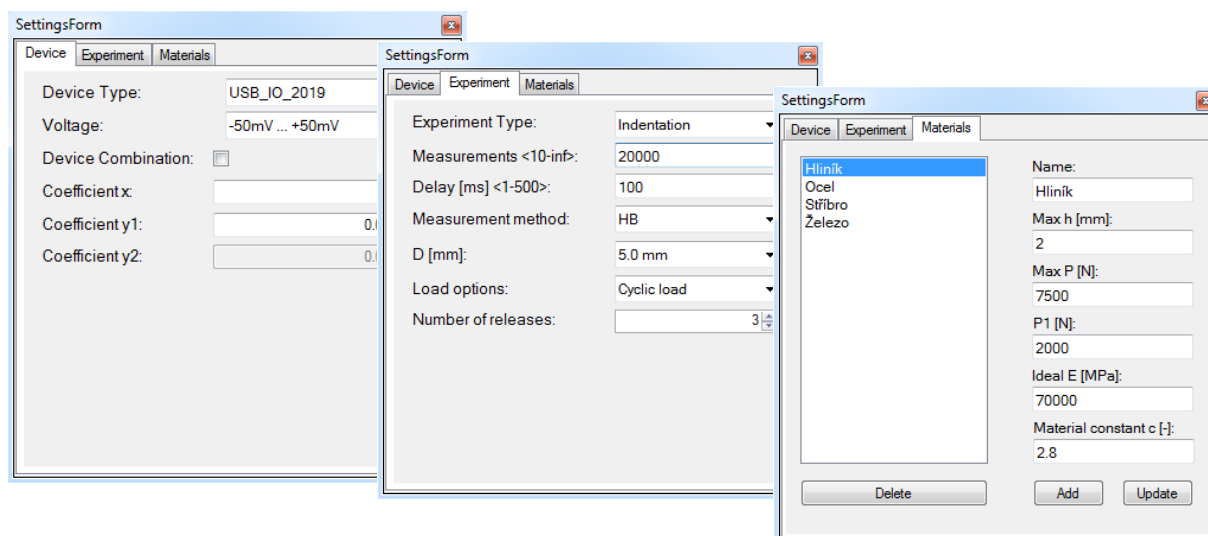 SettingsForm
Device Experiment Materials
Device Type: USB_IO_2019
Voltage: -50mV ... +50mV
Device Combination:
Coefficient x:
Coefficient y1: 0.
Coefficient y2: 0.
SettingsForm
Device Experiment Materials
Experiment Type: Indentation
Measurements <10-inf>: 20000
Delay [ms] <1-500>: 100
Measurement method: HB
D [mm]: 5.0 mm
Load options: Cyclic load
Number of releases: 3
SettingsForm
Device Experiment Materials
Hliník
Ocel
Stříbro
Železo
Delete
Name:
Hliník
Max h [mm]:
2
Max P [N]:
7500
P1 [N]:
2000
Ideal E [MPa]:
70000
Material constant c [-]:
2.8
Add Update